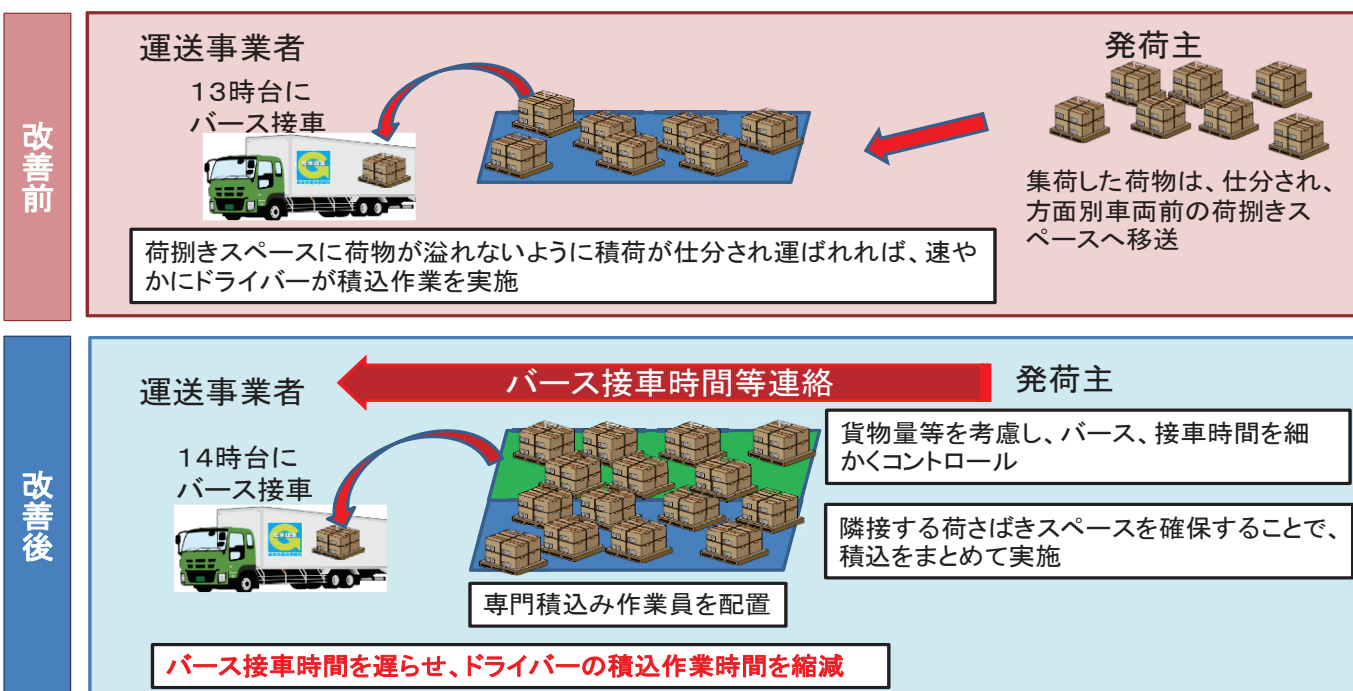 改善前
運送事業者
13時台に
バース接車
発荷主
集荷した荷物は、仕分され、
方面別車両前の荷捌きス
ペースへ移送
荷捌きスペースに荷物が溢れないように積荷が仕分され運ばれれば、速や
かにドライバーが積込作業を実施
改善後
運送事業者
バース接車時間等連絡
発荷主
14時台に
バース接車
貨物量等を考慮し、バース、接車時間を細
かくコントロール
隣接する荷さばきスペースを確保することで、
積込をまとめて実施
専門積込み作業員を配置
バース接車時間を遅らせ、ドライバーの積込作業時間を縮減